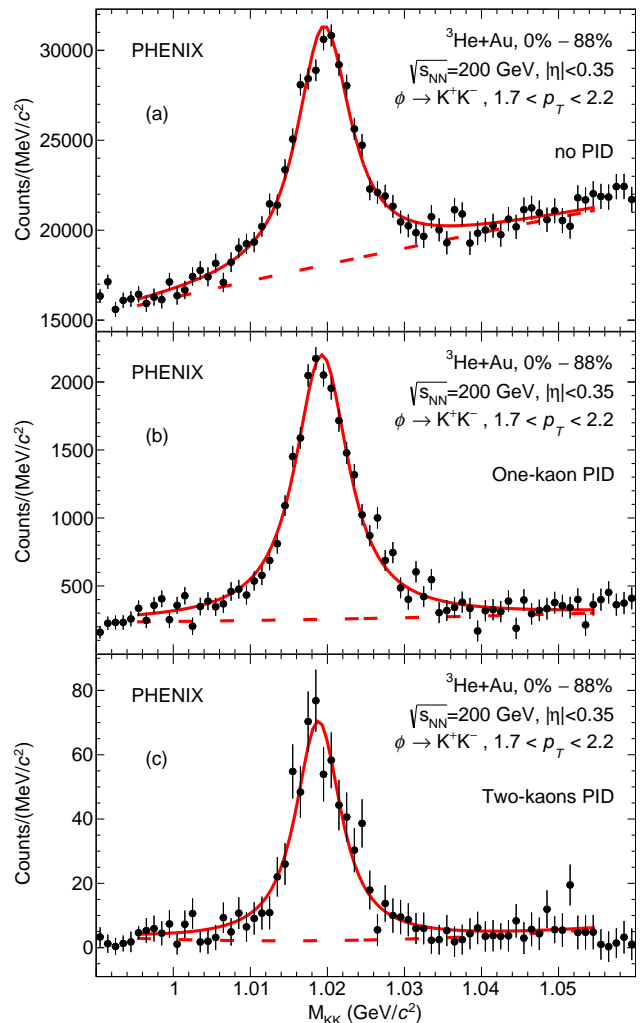 30000
25000
20000
15000
Counts/(MeV/c²)
PHENIX
(a)
³He+Au, 0% − 88%
√s_NN=200 GeV, |η|<0.35
ϕ → K⁺K⁻ , 1.7 < p_T < 2.2
no PID
2000
1500
1000
500
Counts/(MeV/c²)
PHENIX
(b)
³He+Au, 0% − 88%
√s_NN=200 GeV, |η|<0.35
ϕ → K⁺K⁻ , 1.7 < p_T < 2.2
One-kaon PID
80
60
40
20
0
Counts/(MeV/c²)
PHENIX
(c)
³He+Au, 0% − 88%
√s_NN=200 GeV, |η|<0.35
ϕ → K⁺K⁻ , 1.7 < p_T < 2.2
Two-kaons PID
1 1.01 1.02 1.03 1.04 1.05
M_KK (GeV/c²)